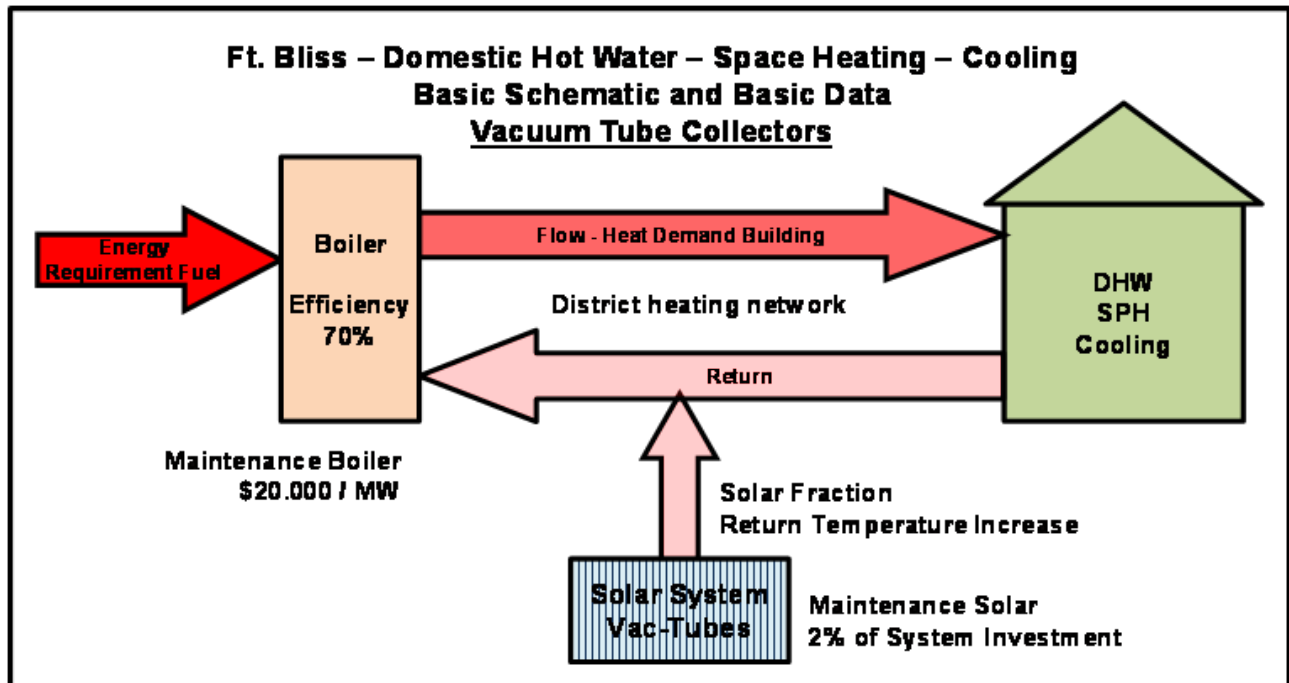 Ft. Bliss – Domestic Hot Water – Space Heating – Cooling
Basic Schematic and Basic Data
Vacuum Tube Collectors
Energy
Requirement Fuel
Boiler
Efficiency
70%
Flow - Heat Demand Building
District heating network
Return
DHW
SPH
Cooling
Maintenance Boiler
$20.000 / MW
Solar Fraction
Return Temperature Increase
Solar System
Vac-Tubes
Maintenance Solar
2% of System Investment